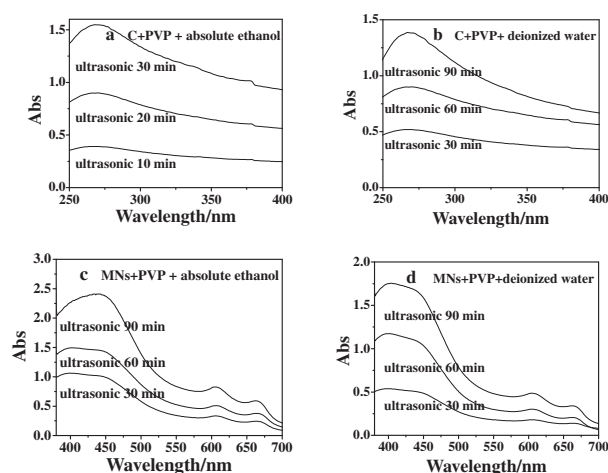 a C+PVP + absolute ethanol
1.5
1.0
0.5
0.0
Abs
ultrasonic 30 min
ultrasonic 20 min
ultrasonic 10 min
250 300 350 400
Wavelength/nm
b C+PVP+ deionized water
1.5
1.0
0.5
0.0
Abs
ultrasonic 90 min
ultrasonic 60 min
ultrasonic 30 min
250 300 350 400
Wavelength/nm
3.0
c MNs+PVP + absolute ethanol
2.5
2.0
1.5
1.0
0.5
0.0
Abs
ultrasonic 90 min
ultrasonic 60 min
ultrasonic 30 min
400 450 500 550 600 650 700
Wavelength/nm
d MNs+PVP+deionized water
2.0
1.5
1.0
0.5
0.0
Abs
ultrasonic 90 min
ultrasonic 60 min
ultrasonic 30 min
400 450 500 550 600 650 700
Wavelength/nm